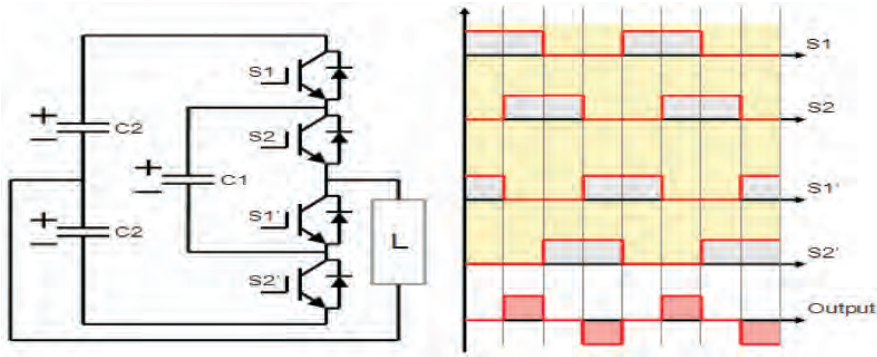 S1
S2
S1'
S2'
C2
C1
C2
L
+
−
+
−
+
−
S1
S2
S1'
S2'
Output